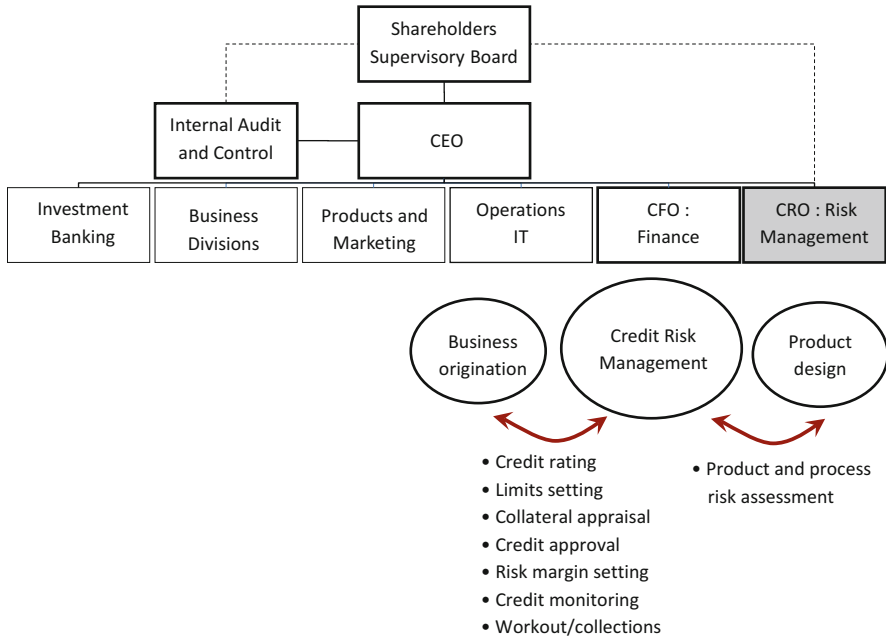 Shareholders
Supervisory Board
Internal Audit
and Control
CEO
Investment
Banking
Business
Divisions
Products and
Marketing
Operations
IT
CFO :
Finance
CRO : Risk
Management
Business
origination
Credit Risk
Management
Product
design
• Credit rating
• Limits setting
• Collateral appraisal
• Credit approval
• Risk margin setting
• Credit monitoring
• Workout/collections
• Product and process
risk assessment